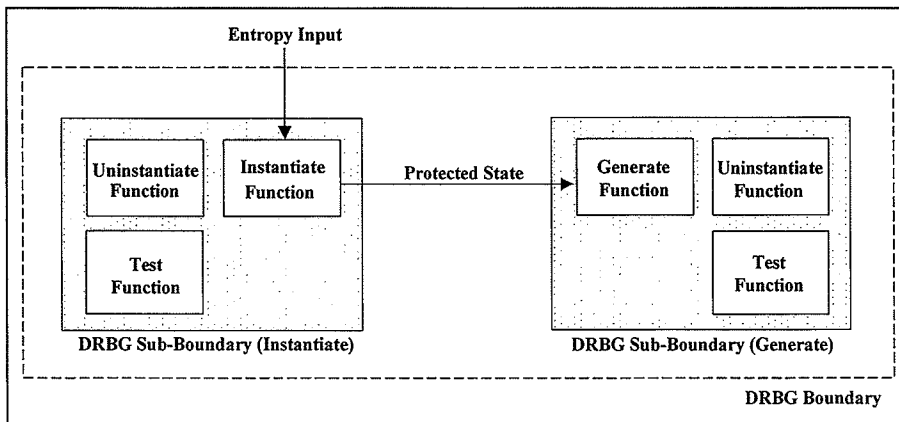 Entropy Input
Uninstantiate
Function
Instantiate
Function
Protected State
Generate
Function
Uninstantiate
Function
Test
Function
Test
Function
DRBG Sub-Boundary (Instantiate)
DRBG Sub-Boundary (Generate)
DRBG Boundary